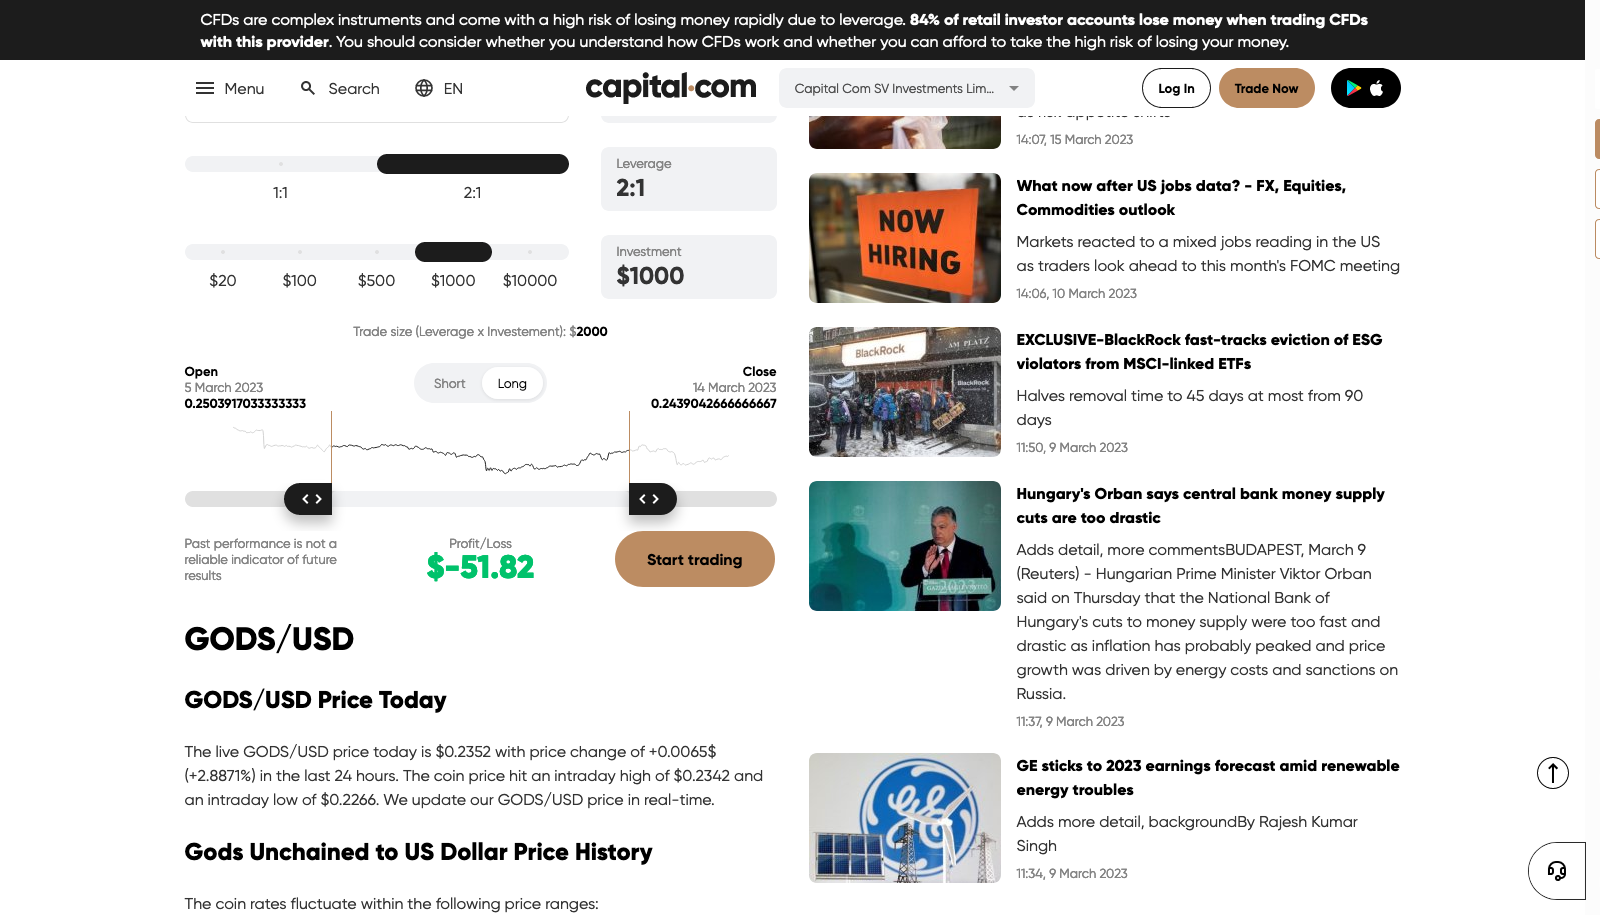 CFDs are complex instruments and come with a high risk of losing money rapidly due to leverage. 84% of retail investor accounts lose money when trading CFDs
with this provider. You should consider whether you understand how CFDs work and whether you can afford to take the high risk of losing your money.
Menu
Search
EN
capital.com
Capital Com SV Investments Lim...
Log In
Trade Now
1:1
2:1
Leverage
2:1
$20
$100
$500
$1000
$10000
Investment
$1000
Trade size (Leverage x Investement): $2000
Open
5 March 2023
0.2503917033333333
Short
Long
Close
14 March 2023
0.2439042666666667
Past performance is not a
reliable indicator of future
results
Profit/Loss
$-51.82
Start trading
GODS/USD
GODS/USD Price Today
The live GODS/USD price today is $0.2352 with price change of +0.0065$
(+2.8871%) in the last 24 hours. The coin price hit an intraday high of $0.2342 and
an intraday low of $0.2266. We update our GODS/USD price in real-time.
Gods Unchained to US Dollar Price History
The coin rates fluctuate within the following price ranges:
as risk appetite shifts
14:07, 15 March 2023
NOW
HIRING
What now after US jobs data? - FX, Equities,
Commodities outlook
Markets reacted to a mixed jobs reading in the US
as traders look ahead to this month's FOMC meeting
14:06, 10 March 2023
AM PLATZ
BlackRock
BlackRock
EXCLUSIVE-BlackRock fast-tracks eviction of ESG
violators from MSCI-linked ETFs
Halves removal time to 45 days at most from 90
days
11:50, 9 March 2023
Hungary's Orban says central bank money supply
cuts are too drastic
Adds detail, more commentsBUDAPEST, March 9
(Reuters) - Hungarian Prime Minister Viktor Orban
said on Thursday that the National Bank of
Hungary's cuts to money supply were too fast and
drastic as inflation has probably peaked and price
growth was driven by energy costs and sanctions on
Russia.
11:37, 9 March 2023
GE sticks to 2023 earnings forecast amid renewable
energy troubles
Adds more detail, backgroundBy Rajesh Kumar
Singh
11:34, 9 March 2023